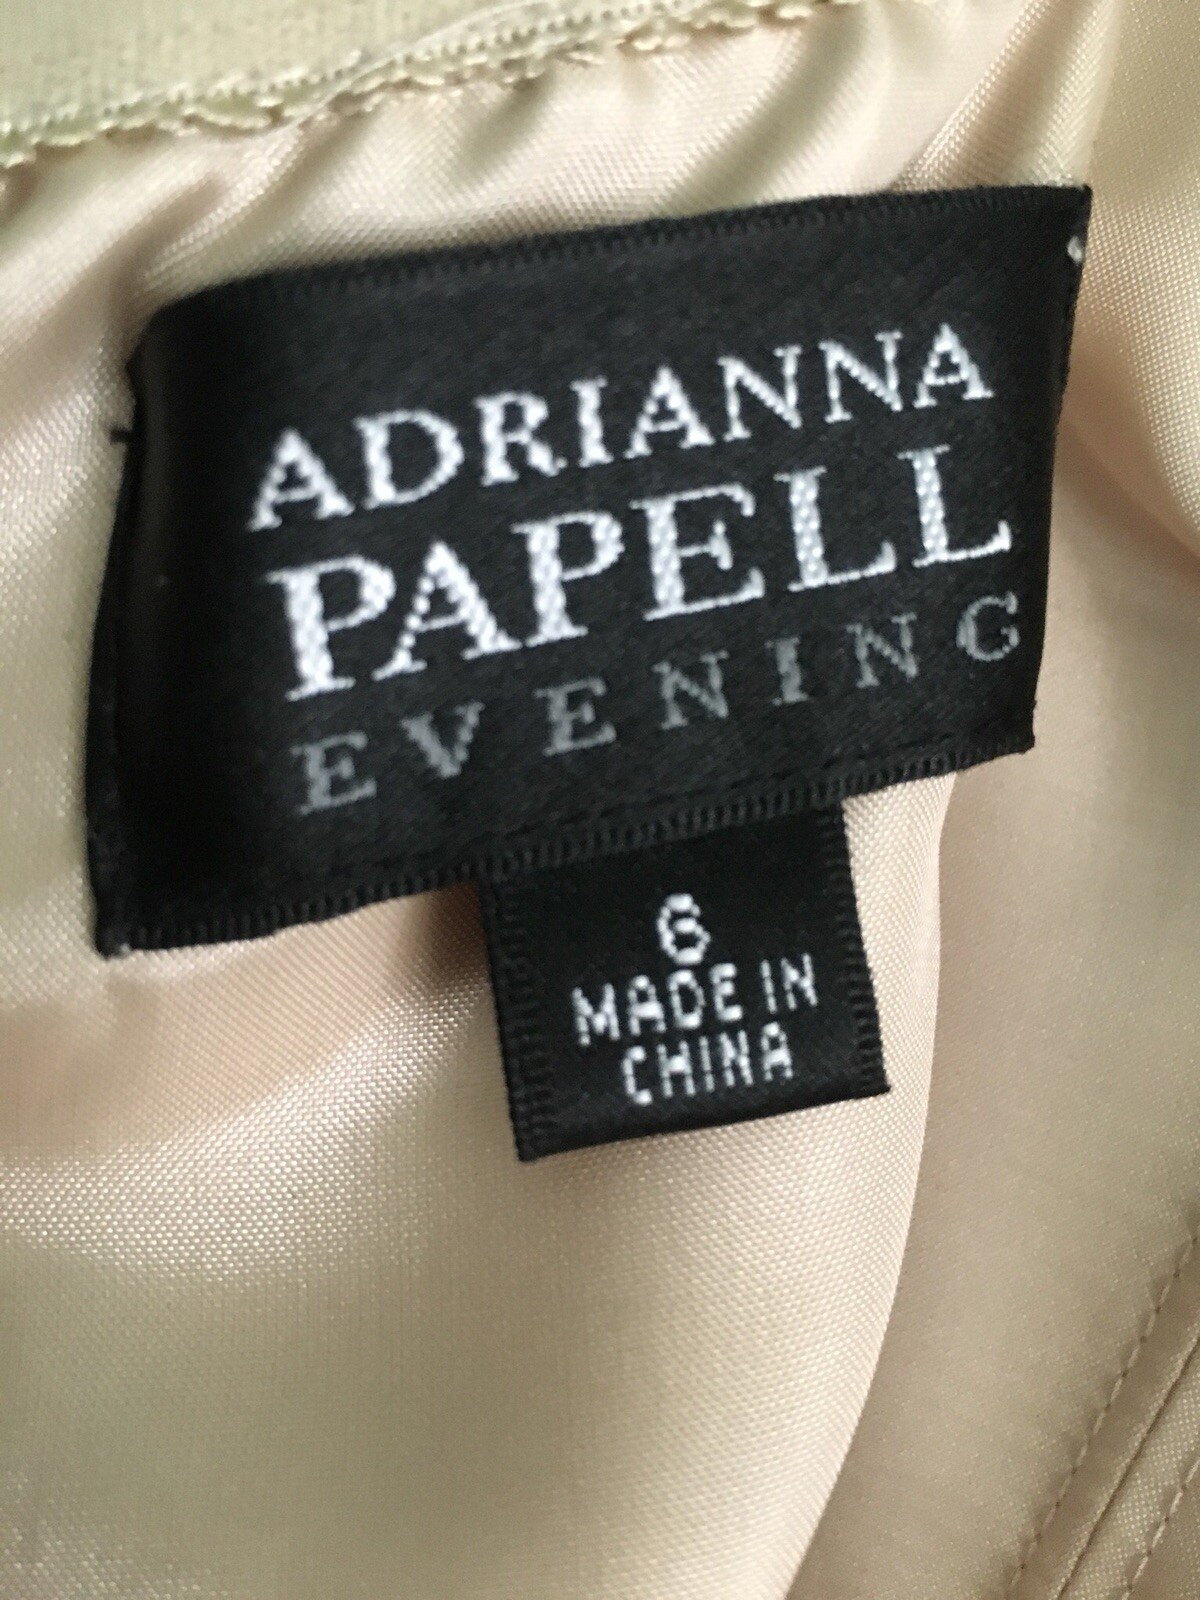 ADRIANNA
PAPELL
EVENING
6
MADE IN
CHINA